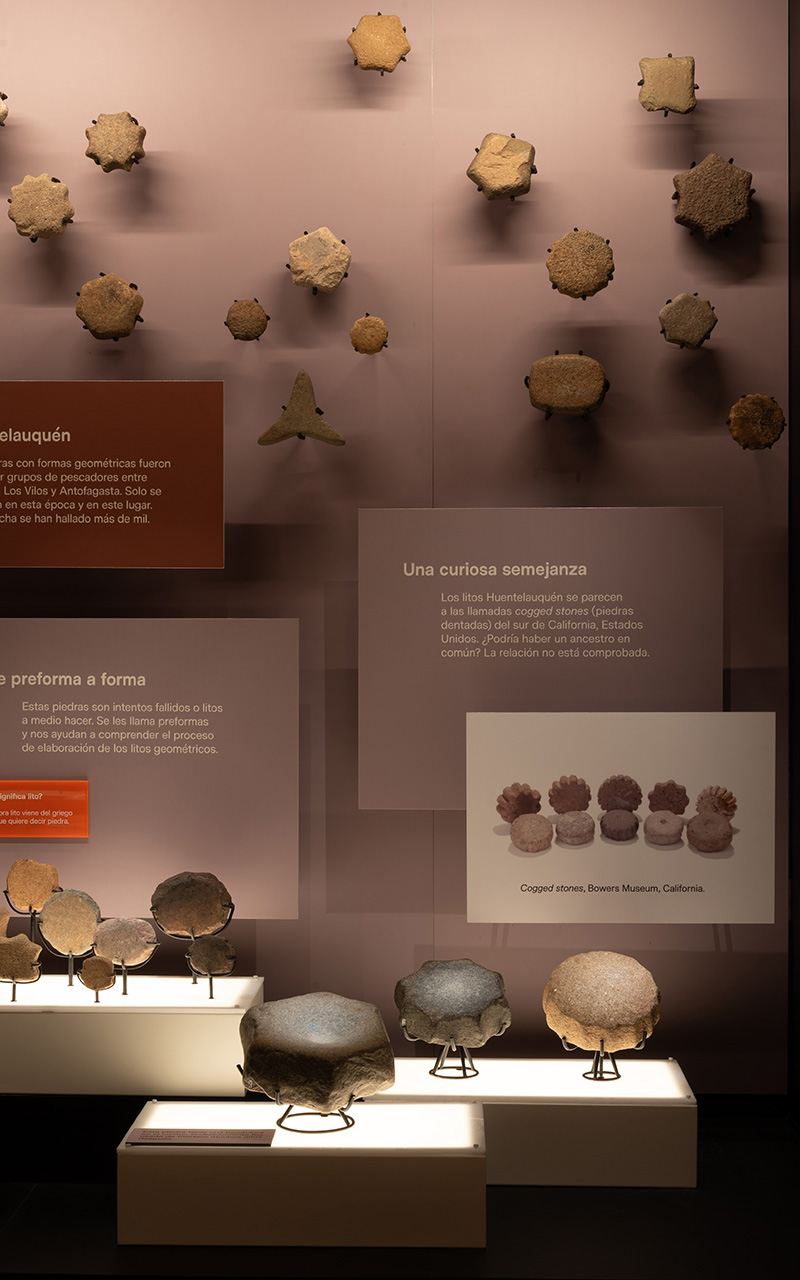 elauquén
ras con formas geométricas fueron
r grupos de pescadores entre
Los Vilos y Antofagasta. Solo se
en esta época y en este lugar.
cha se han hallado más de mil.
Una curiosa semejanza
Los litos Huentelauquén se parecen
a las llamadas cogged stones (piedras
dentadas) del sur de California, Estados
Unidos. ¿Podría haber un ancestro en
común? La relación no está comprobada.
e preforma a forma
Estas piedras son intentos fallidos o litos
a medio hacer. Se les llama preformas
y nos ayudan a comprender el proceso
de elaboración de los litos geométricos.
ignifica lito?
ra lito viene del griego
ue quiere decir piedra.
Cogged stones, Bowers Museum, California.